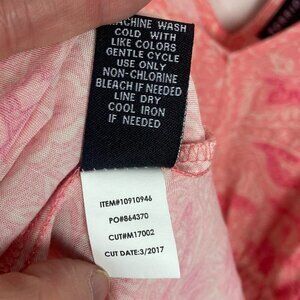 MACHINE WASH
COLD WITH
LIKE COLORS
GENTLE CYCLE
USE ONLY
NON-CHLORINE
BLEACH IF NEEDED
LINE DRY
COOL IRON
IF NEEDED
ITEM#10910946
PO#864370
CUT#M17002
CUT DATE:3/2017